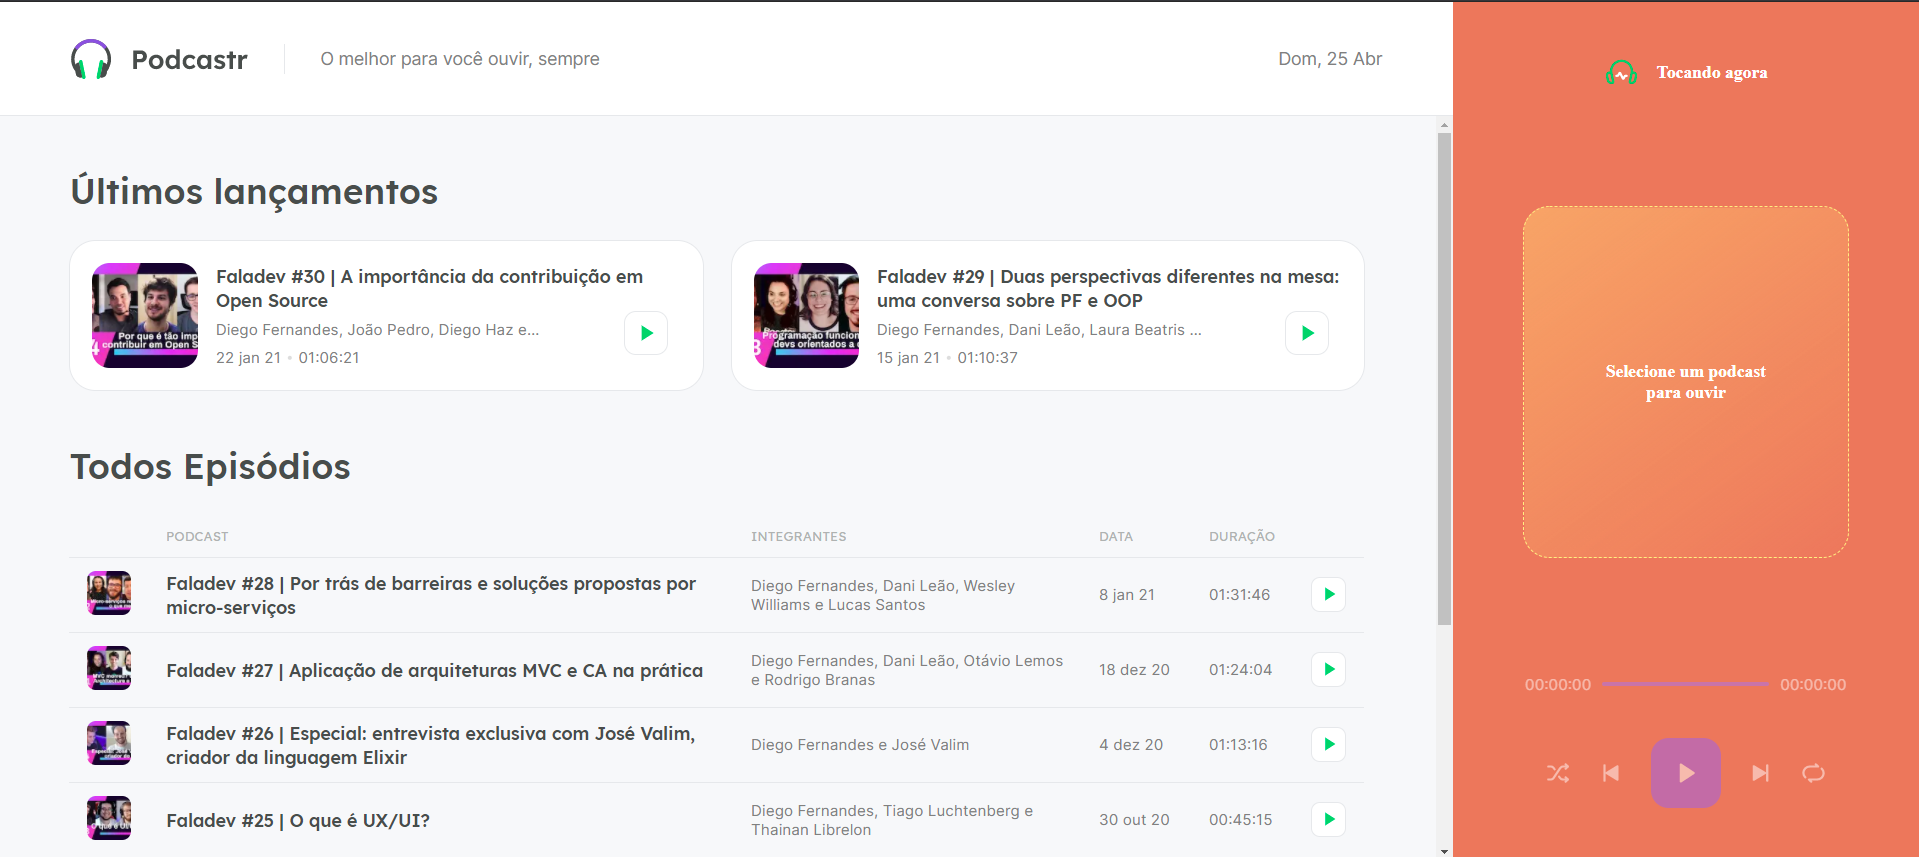 Podcastr
O melhor para você ouvir, sempre
Dom, 25 Abr
Últimos lançamentos
Faladev #30 | A importância da contribuição em
Open Source
Diego Fernandes, João Pedro, Diego Haz e...
22 jan 21 • 01:06:21
Por que é tão imp
contribuir em Open S
Faladev #29 | Duas perspectivas diferentes na mesa:
uma conversa sobre PF e OOP
Diego Fernandes, Dani Leão, Laura Beatris ...
15 jan 21 • 01:10:37
Programação funcion
devs orientados a
Todos Episódios
PODCAST INTEGRANTES DATA DURAÇÃO
Faladev #28 | Por trás de barreiras e soluções propostas por
micro-serviços
Diego Fernandes, Dani Leão, Wesley
Williams e Lucas Santos
8 jan 21
01:31:46
Faladev #27 | Aplicação de arquiteturas MVC e CA na prática
Diego Fernandes, Dani Leão, Otávio Lemos
e Rodrigo Branas
18 dez 20
01:24:04
Faladev #26 | Especial: entrevista exclusiva com José Valim,
criador da linguagem Elixir
Diego Fernandes e José Valim
4 dez 20
01:13:16
Faladev #25 | O que é UX/UI?
Diego Fernandes, Tiago Luchtenberg e
Thainan Librelon
30 out 20
00:45:15
Tocando agora
Selecione um podcast
para ouvir
00:00:00
00:00:00